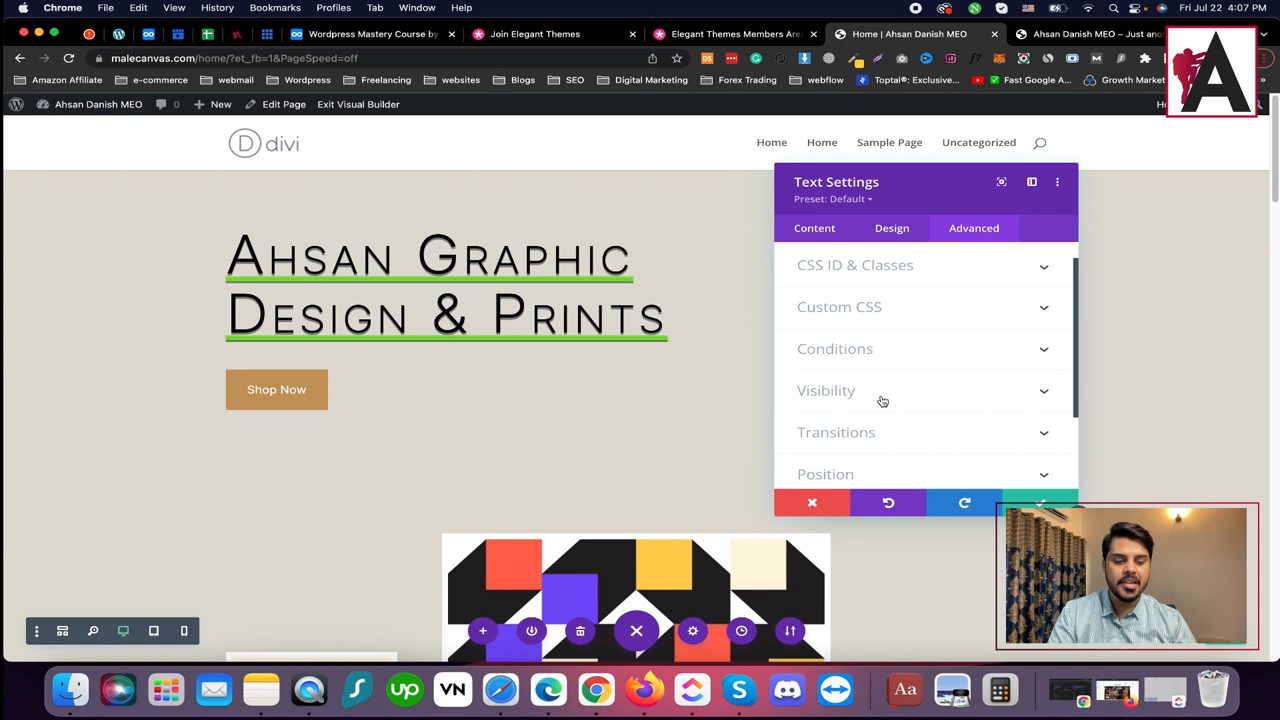 Chrome File Edit View History Bookmarks Profiles Tab Window Help Fri Jul 22 4:07 PM
Wordpress Mastery Course by Join Elegant Themes Elegant Themes Members Are Home | Ahsan Danish MEO Ahsan Danish MEO – Just ano
malecanvas.com/home/?et_fb=1&PageSpeed=off
Amazon Affiliate e-commerce webmail Freelancing websites Blogs SEO Digital Marketing Forex Trading webflow Toptal®: Exclusive... Free Google A... Growth Market
Ahsan Danish MEO 0 New Edit Page Exit Visual Builder
A
divi Home Home Sample Page Uncategorized
Text Settings
Preset: Default
Content Design Advanced
CSS ID & Classes
Custom CSS
Conditions
Visibility
Transitions
Position
Ahsan Graphic
Design & Prints
Shop Now